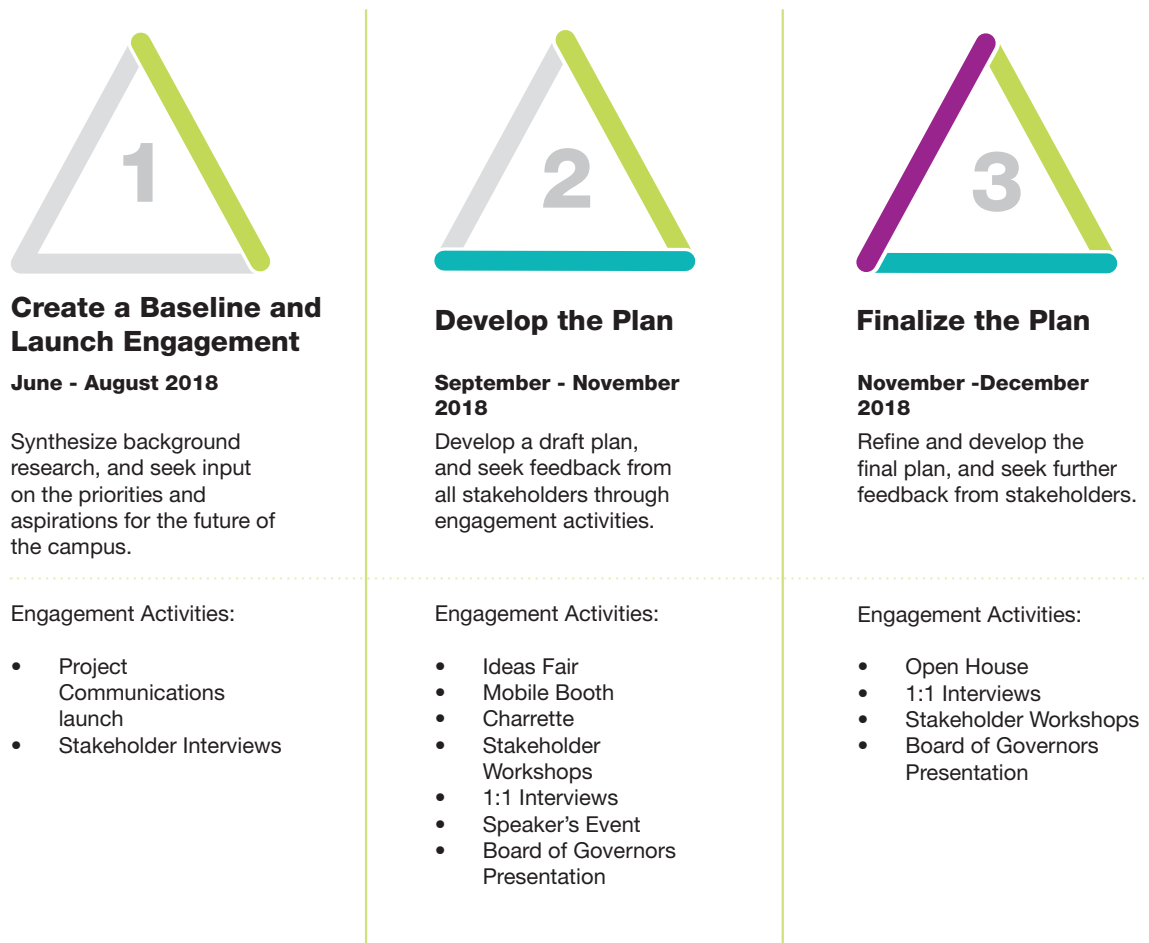 1
Create a Baseline and
Launch Engagement
June - August 2018
Synthesize background
research, and seek input
on the priorities and
aspirations for the future of
the campus.
Engagement Activities:
• Project
Communications
launch
• Stakeholder Interviews
2
Develop the Plan
September - November
2018
Develop a draft plan,
and seek feedback from
all stakeholders through
engagement activities.
Engagement Activities:
• Ideas Fair
• Mobile Booth
• Charrette
• Stakeholder
Workshops
• 1:1 Interviews
• Speaker’s Event
• Board of Governors
Presentation
3
Finalize the Plan
November -December
2018
Refine and develop the
final plan, and seek further
feedback from stakeholders.
Engagement Activities:
• Open House
• 1:1 Interviews
• Stakeholder Workshops
• Board of Governors
Presentation